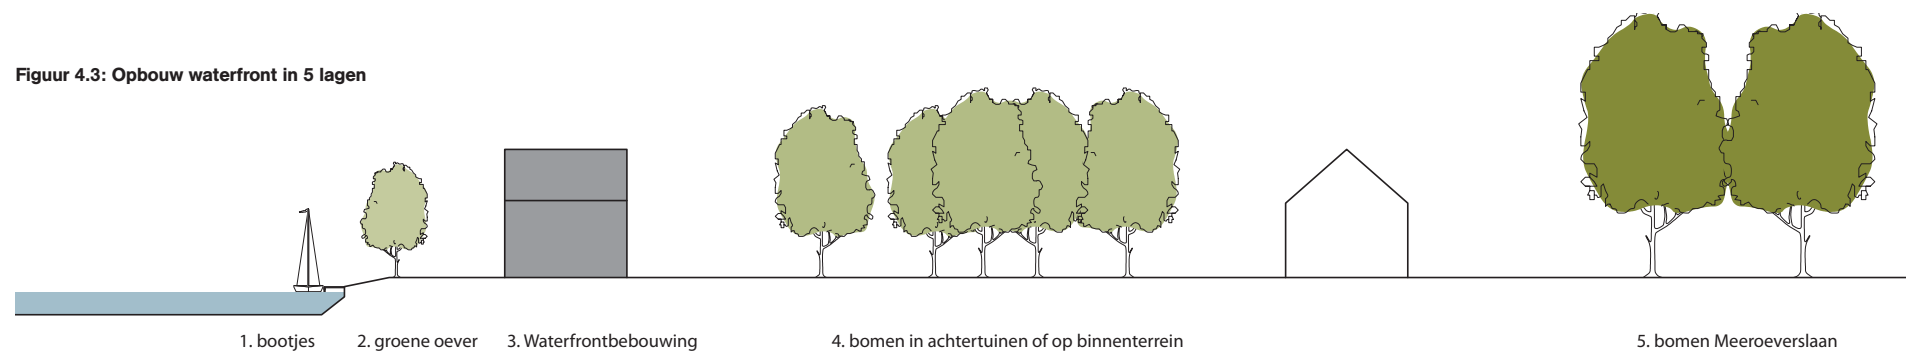 Figuur 4.3: Opbouw waterfront in 5 lagen
1. bootjes 2. groene oever 3. Waterfrontbebouwing 4. bomen in achtertuinen of op binnenterrein 5. bomen Meeroeverslaan